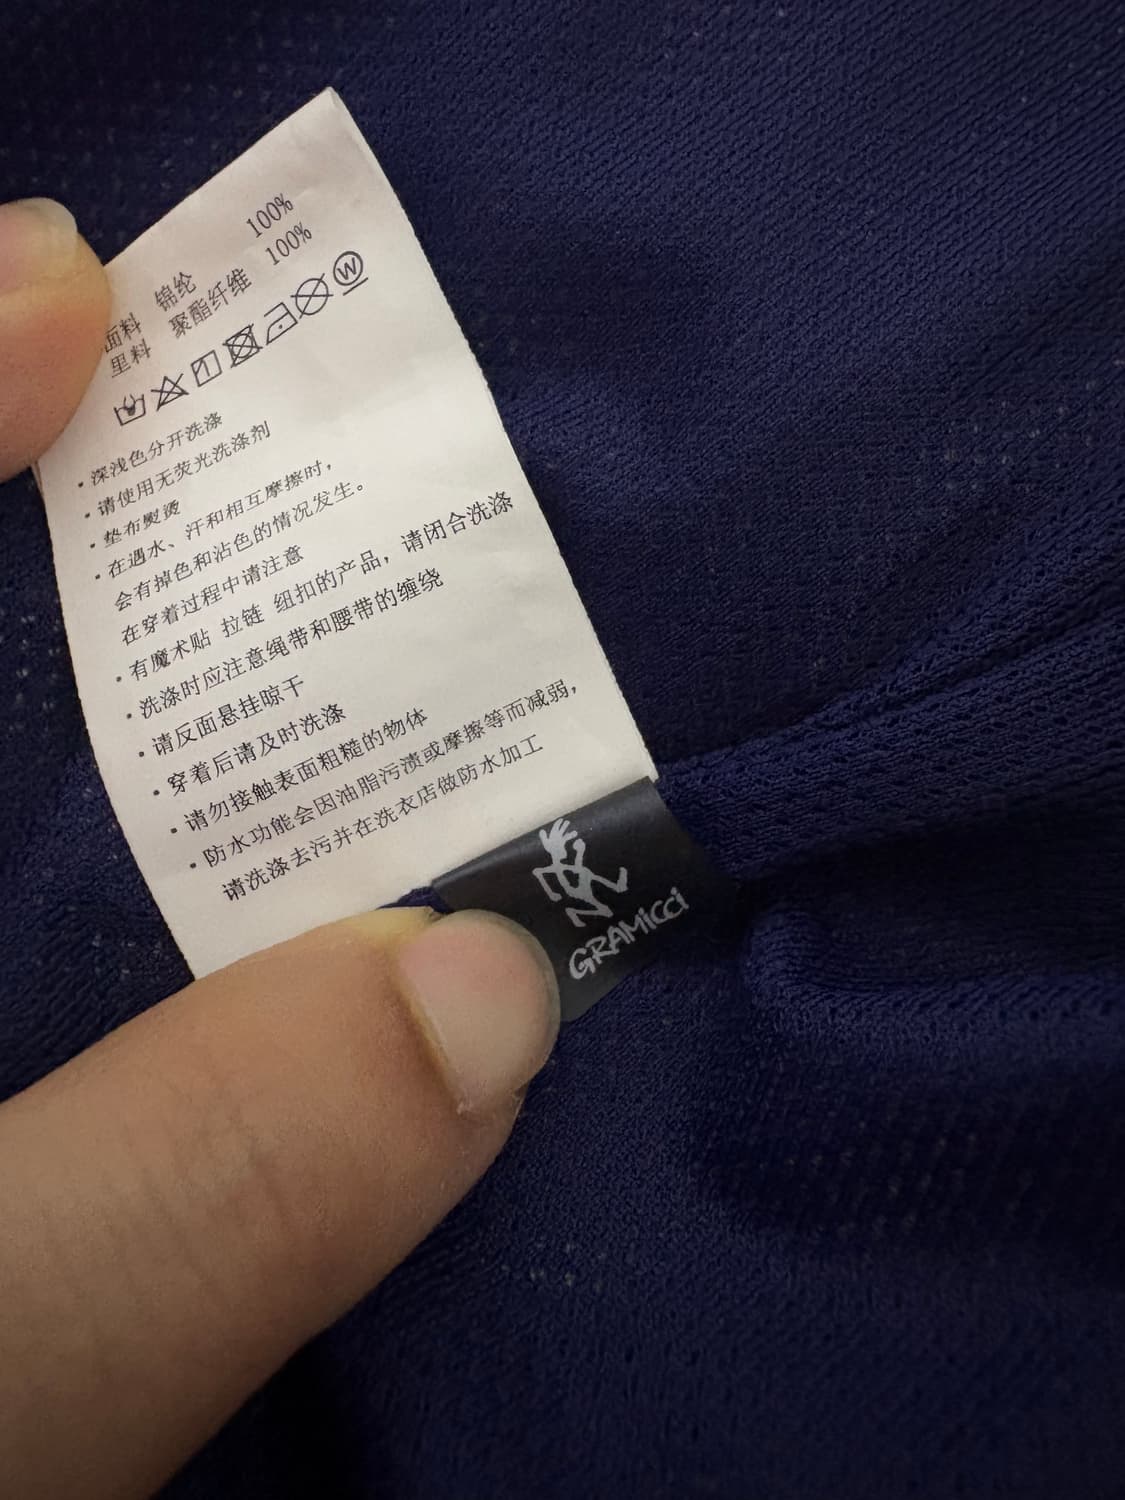 面料 锦纶 100%
里料 聚酯纤维 100%
W
·深浅色分开洗涤
·请使用无荧光洗涤剂
·垫布熨烫
·在遇水、汗和相互摩擦时，
会有掉色和沾色的情况发生。
在穿着过程中请注意
·有魔术贴 拉链 纽扣的产品，请闭合洗涤
·洗涤时应注意绳带和腰带的缠绕
·请反面悬挂晾干
·穿着后请及时洗涤
·请勿接触表面粗糙的物体
·防水功能会因油脂污渍或摩擦等而减弱，
请洗涤去污并在洗衣店做防水加工
GRAMiCCi